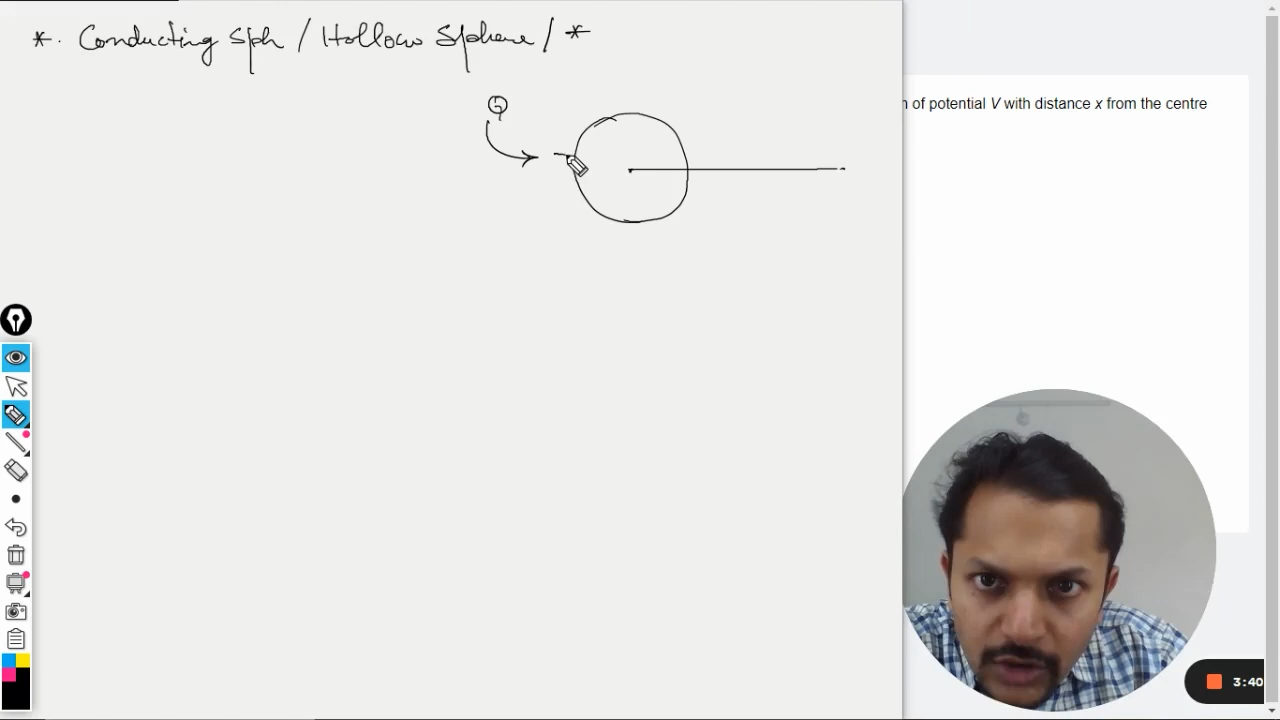 *. Conducting Sph / Hollow Sphere / *
Q
of potential V with distance x from the centre
3:40